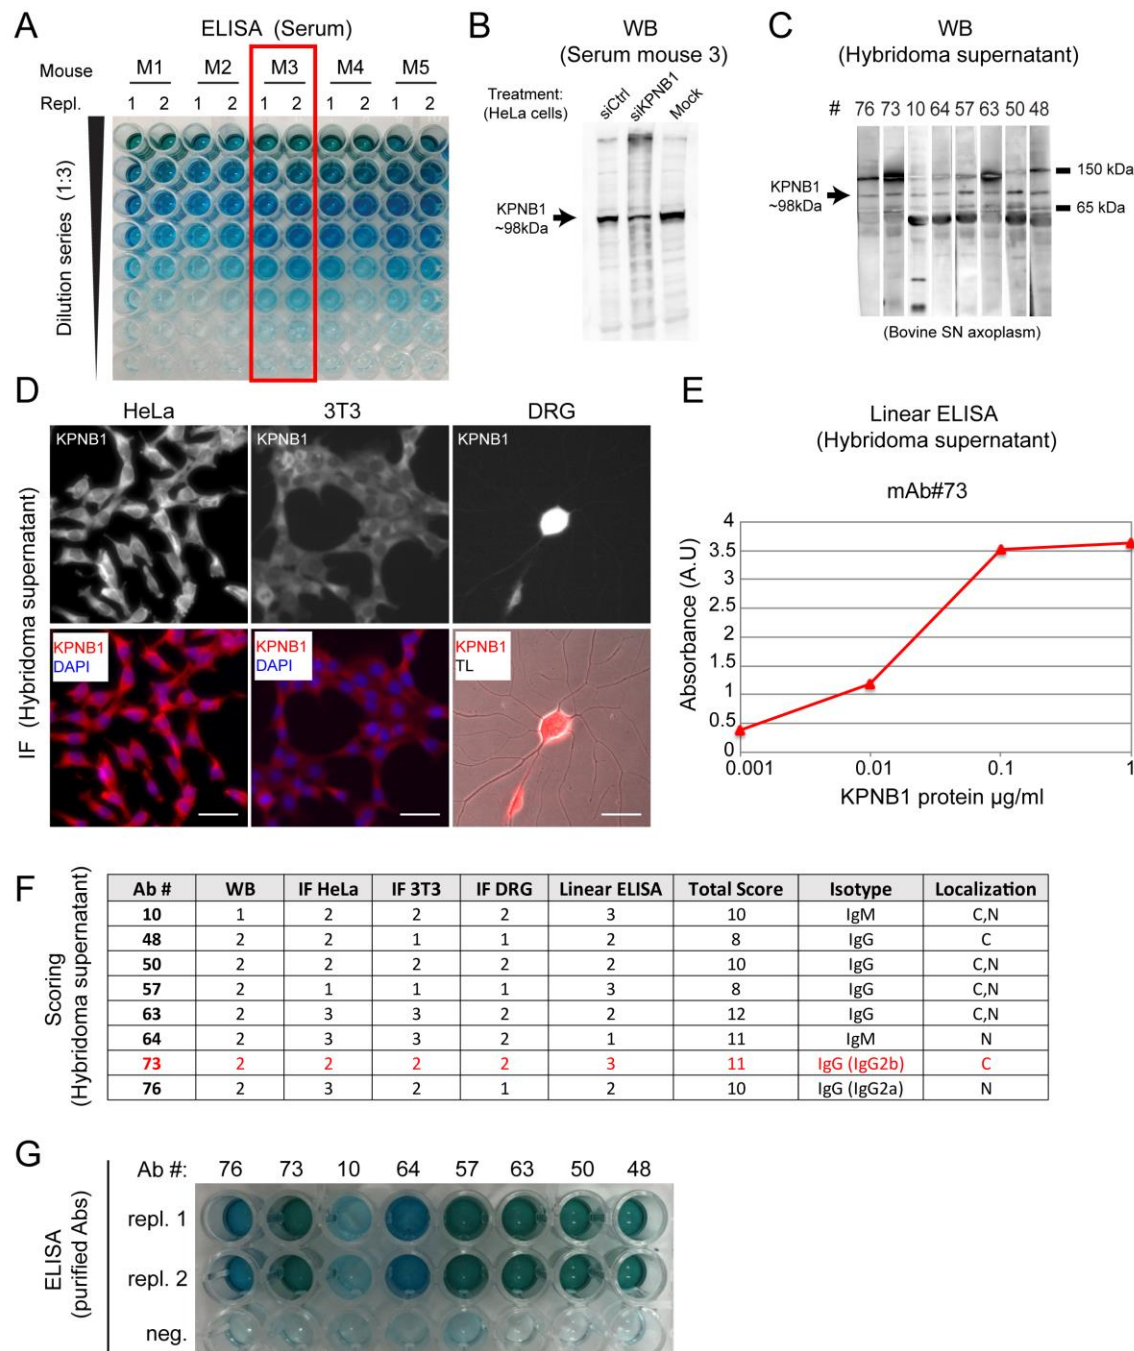 A
ELISA (Serum)
Mouse M1 M2 M3 M4 M5
Repl. 1 2 1 2 1 2 1 2 1 2
Dilution series (1:3)
B
WB
(Serum mouse 3)
Treatment:
(HeLa cells)
siCtrl
siKPNB1
Mock
KPNB1
~98kDa
C
WB
(Hybridoma supernatant)
# 76 73 10 64 57 63 50 48
150 kDa
KPNB1
~98kDa
65 kDa
(Bovine SN axoplasm)
D
HeLa 3T3 DRG
IF (Hybridoma supernatant)
KPNB1 KPNB1 KPNB1
KPNB1 KPNB1 KPNB1
DAPI DAPI TL
E
Linear ELISA
(Hybridoma supernatant)
mAb#73
Absorbance (A.U)
4
3.5
3
2.5
2
1.5
1
0.5
0
0.001 0.01 0.1 1
KPNB1 protein µg/ml
F
Scoring
(Hybridoma supernatant)
Ab # WB IF HeLa IF 3T3 IF DRG Linear ELISA Total Score Isotype Localization
10 1 2 2 2 3 10 IgM C,N
48 2 2 1 1 2 8 IgG C
50 2 2 2 2 2 10 IgG C,N
57 2 1 1 1 3 8 IgG C,N
63 2 3 3 2 2 12 IgG C,N
64 2 3 3 2 1 11 IgM N
73 2 2 2 2 3 11 IgG (IgG2b) C
76 2 3 2 1 2 10 IgG (IgG2a) N
G
ELISA
(purified Abs)
Ab #: 76 73 10 64 57 63 50 48
repl. 1
repl. 2
neg.